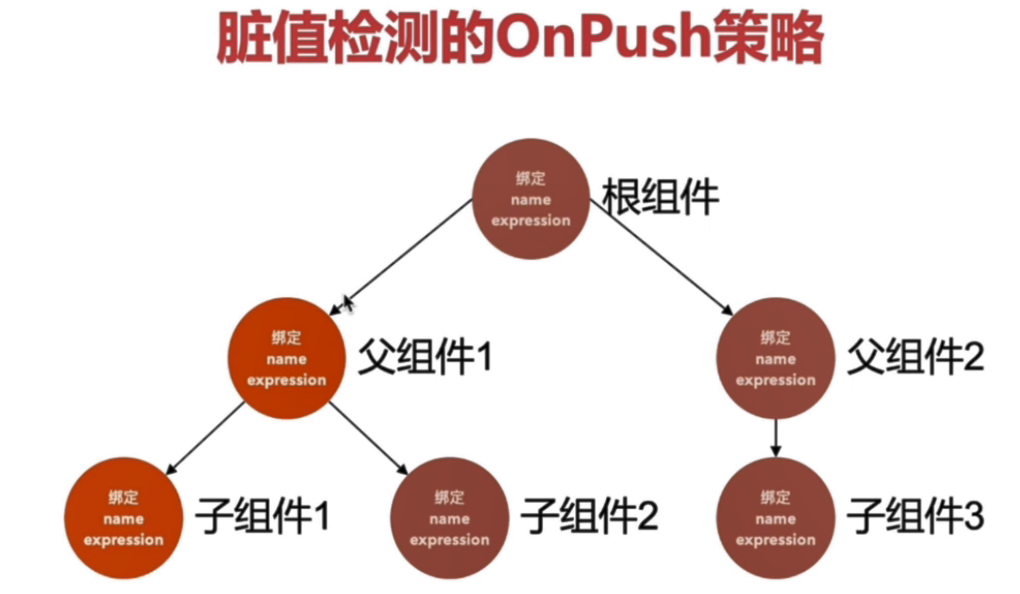 脏值检测的OnPush策略
绑定
name
expression
根组件
绑定
name
expression
父组件1
绑定
name
expression
父组件2
绑定
name
expression
子组件1
绑定
name
expression
子组件2
绑定
name
expression
子组件3